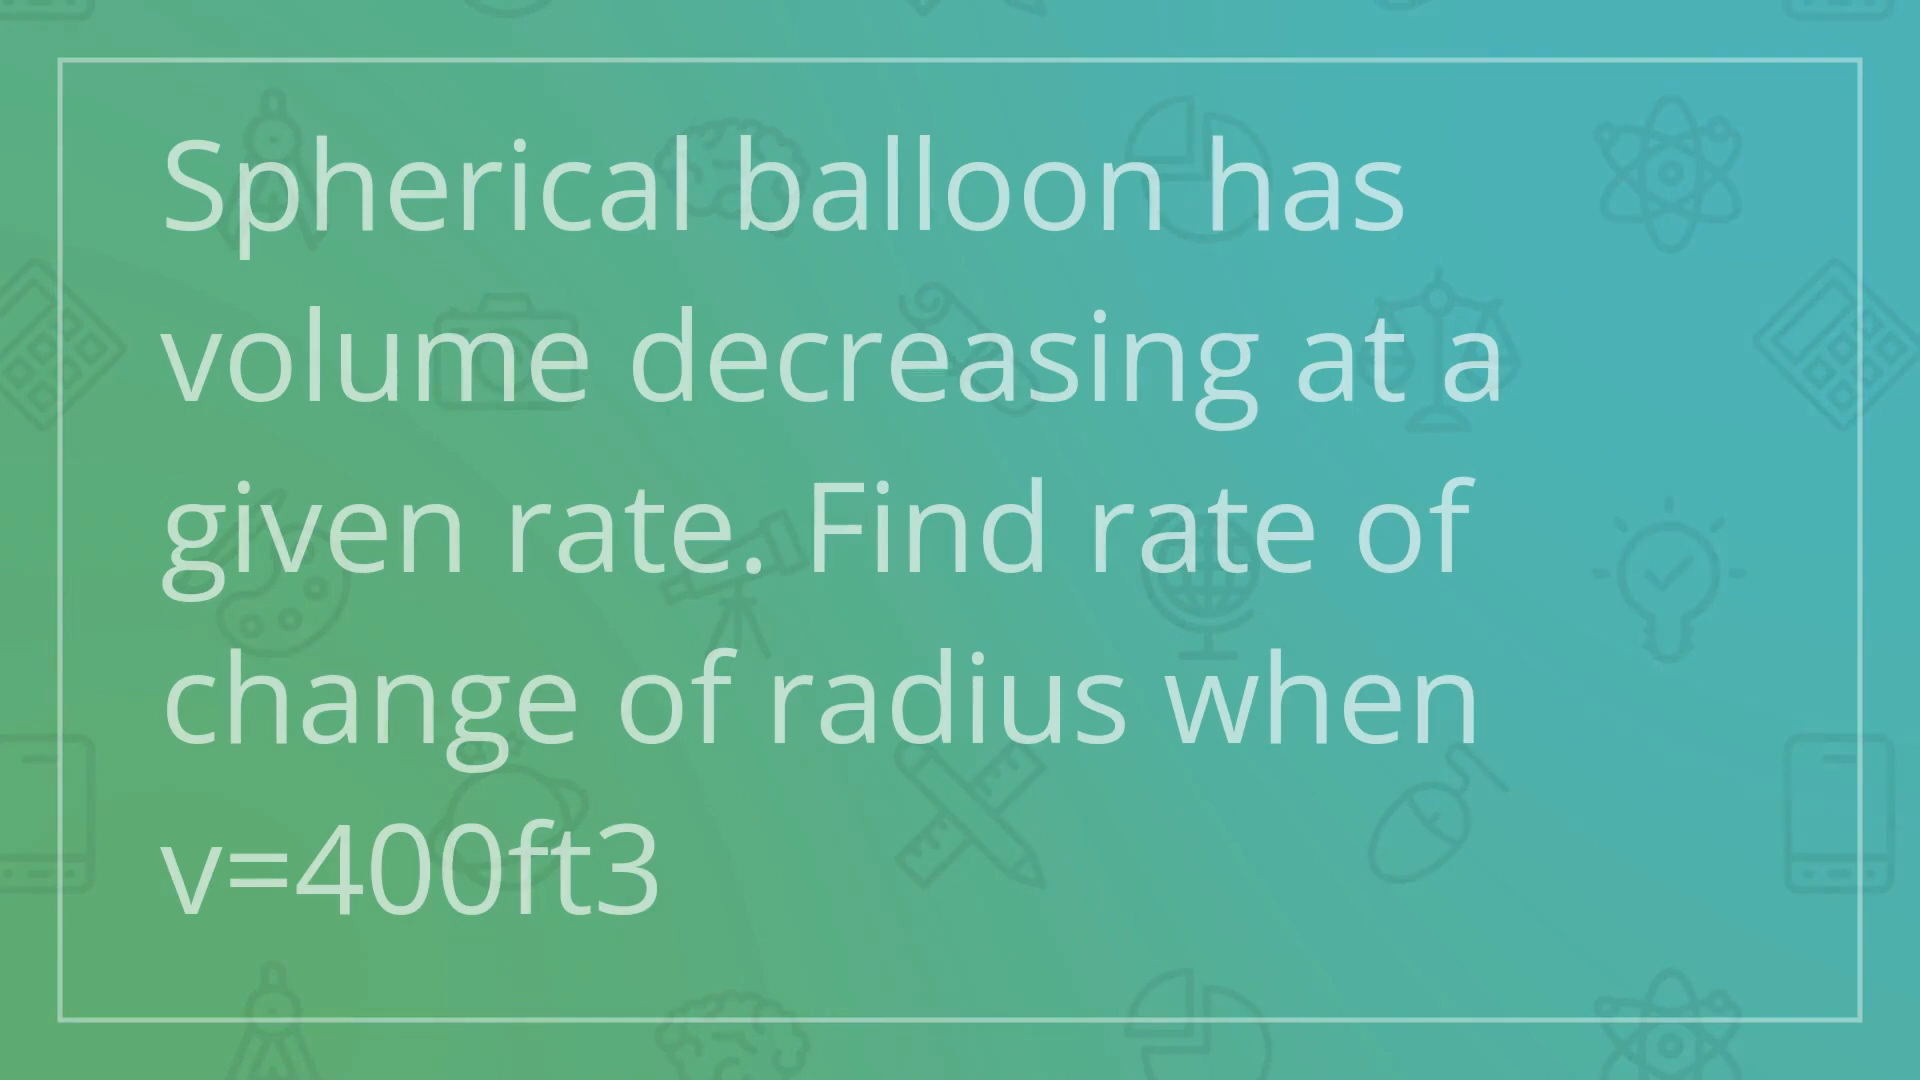 Spherical balloon has
volume decreasing at a
given rate. Find rate of
change of radius when
v=400ft3